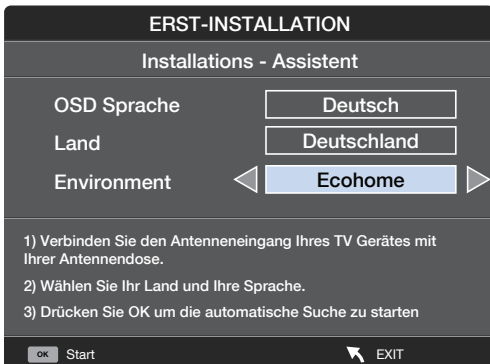 ERST-INSTALLATION
Installations - Assistent
OSD Sprache Deutsch
Land Deutschland
Environment Ecohome
1) Verbinden Sie den Antenneneingang Ihres TV Gerätes mit
Ihrer Antennendose.
2) Wählen Sie Ihr Land und Ihre Sprache.
3) Drücken Sie OK um die automatische Suche zu starten
OK Start EXIT